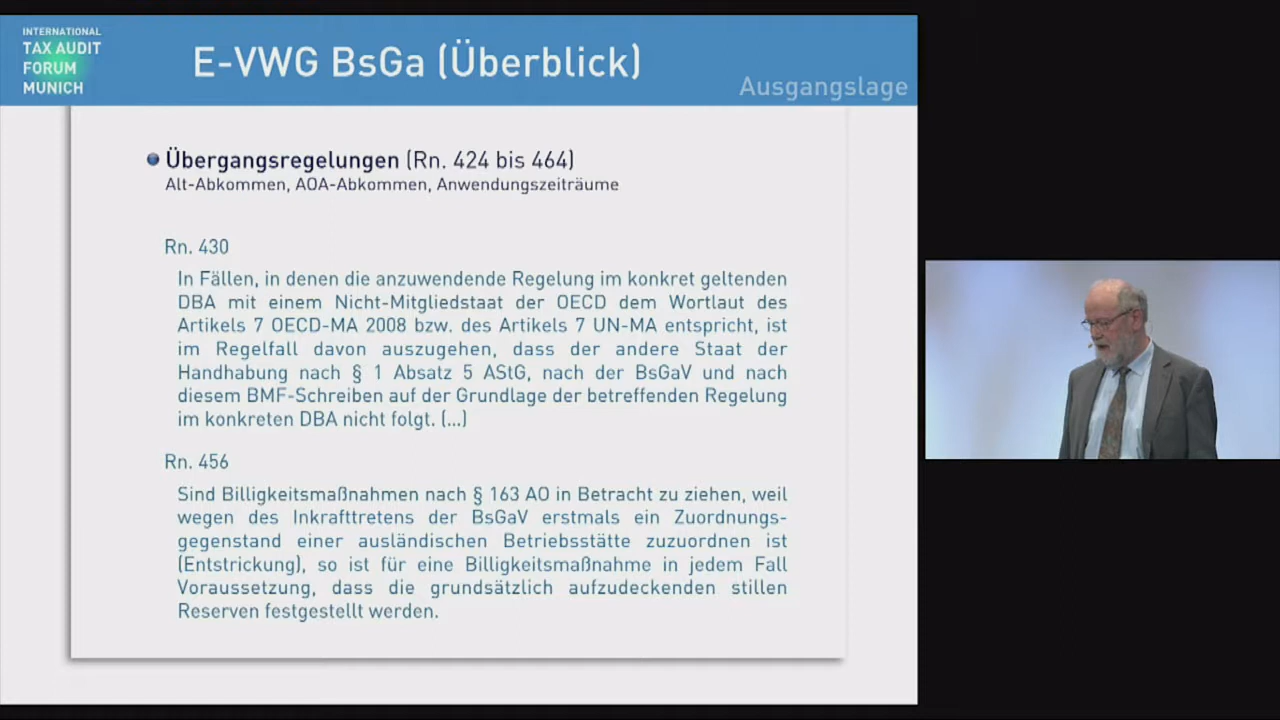 INTERNATIONAL
TAX AUDIT
FORUM
MUNICH
E-VWG BsGa (Überblick)
Ausgangslage
Übergangsregelungen (Rn. 424 bis 464)
Alt-Abkommen, AOA-Abkommen, Anwendungszeiträume
Rn. 430
In Fällen, in denen die anzuwendende Regelung im konkret geltenden
DBA mit einem Nicht-Mitgliedstaat der OECD dem Wortlaut des
Artikels 7 OECD-MA 2008 bzw. des Artikels 7 UN-MA entspricht, ist
im Regelfall davon auszugehen, dass der andere Staat der
Handhabung nach § 1 Absatz 5 AStG, nach der BsGaV und nach
diesem BMF-Schreiben auf der Grundlage der betreffenden Regelung
im konkreten DBA nicht folgt. (...)
Rn. 456
Sind Billigkeitsmaßnahmen nach § 163 AO in Betracht zu ziehen, weil
wegen des Inkrafttretens der BsGaV erstmals ein Zuordnungs-
gegenstand einer ausländischen Betriebsstätte zuzuordnen ist
(Entstrickung), so ist für eine Billigkeitsmaßnahme in jedem Fall
Voraussetzung, dass die grundsätzlich aufzudeckenden stillen
Reserven festgestellt werden.